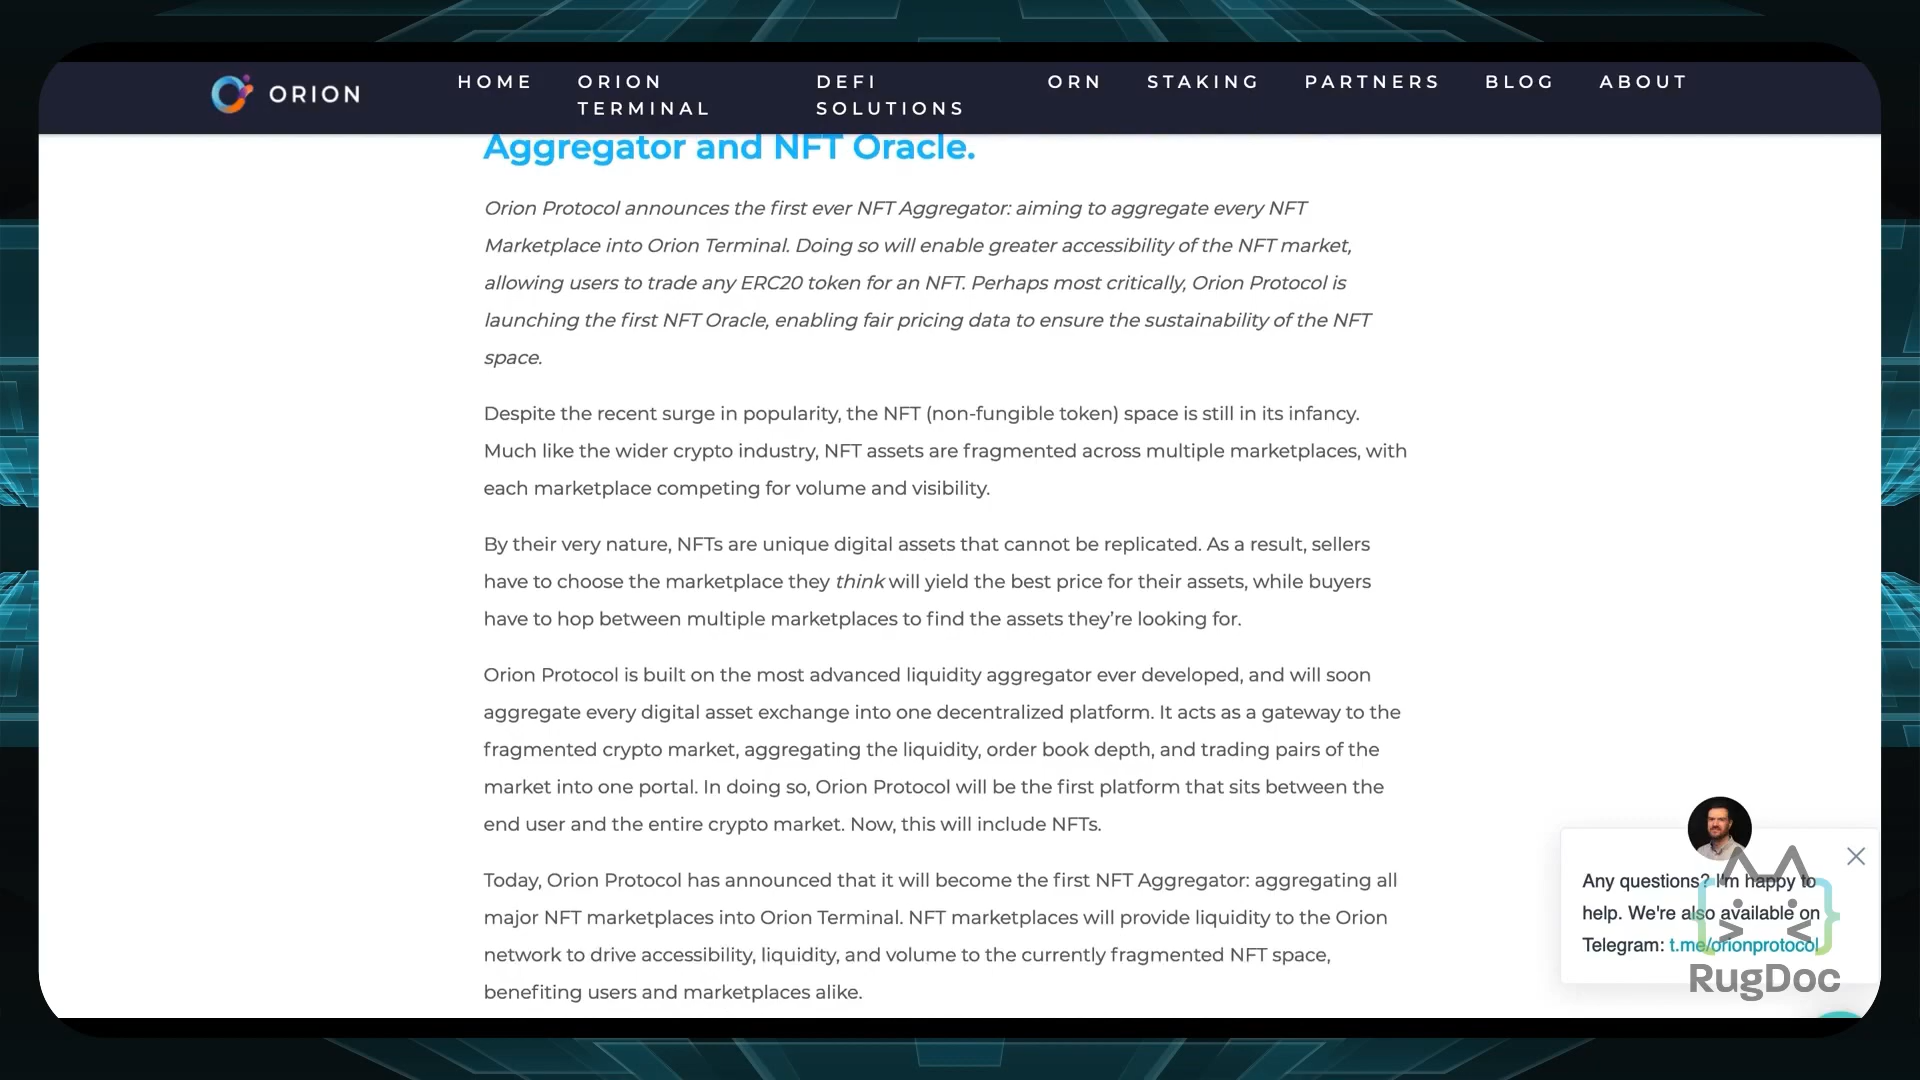 ORION
HOME
ORION
TERMINAL
DEFI
SOLUTIONS
ORN
STAKING
PARTNERS
BLOG
ABOUT
Aggregator and NFT Oracle.
Orion Protocol announces the first ever NFT Aggregator: aiming to aggregate every NFT
Marketplace into Orion Terminal. Doing so will enable greater accessibility of the NFT market,
allowing users to trade any ERC20 token for an NFT. Perhaps most critically, Orion Protocol is
launching the first NFT Oracle, enabling fair pricing data to ensure the sustainability of the NFT
space.
Despite the recent surge in popularity, the NFT (non-fungible token) space is still in its infancy.
Much like the wider crypto industry, NFT assets are fragmented across multiple marketplaces, with
each marketplace competing for volume and visibility.
By their very nature, NFTs are unique digital assets that cannot be replicated. As a result, sellers
have to choose the marketplace they think will yield the best price for their assets, while buyers
have to hop between multiple marketplaces to find the assets they’re looking for.
Orion Protocol is built on the most advanced liquidity aggregator ever developed, and will soon
aggregate every digital asset exchange into one decentralized platform. It acts as a gateway to the
fragmented crypto market, aggregating the liquidity, order book depth, and trading pairs of the
market into one portal. In doing so, Orion Protocol will be the first platform that sits between the
end user and the entire crypto market. Now, this will include NFTs.
Today, Orion Protocol has announced that it will become the first NFT Aggregator: aggregating all
major NFT marketplaces into Orion Terminal. NFT marketplaces will provide liquidity to the Orion
network to drive accessibility, liquidity, and volume to the currently fragmented NFT space,
benefiting users and marketplaces alike.
Any questions? I'm happy to
help. We're also available on
Telegram: t.me/orionprotocol
RugDoc